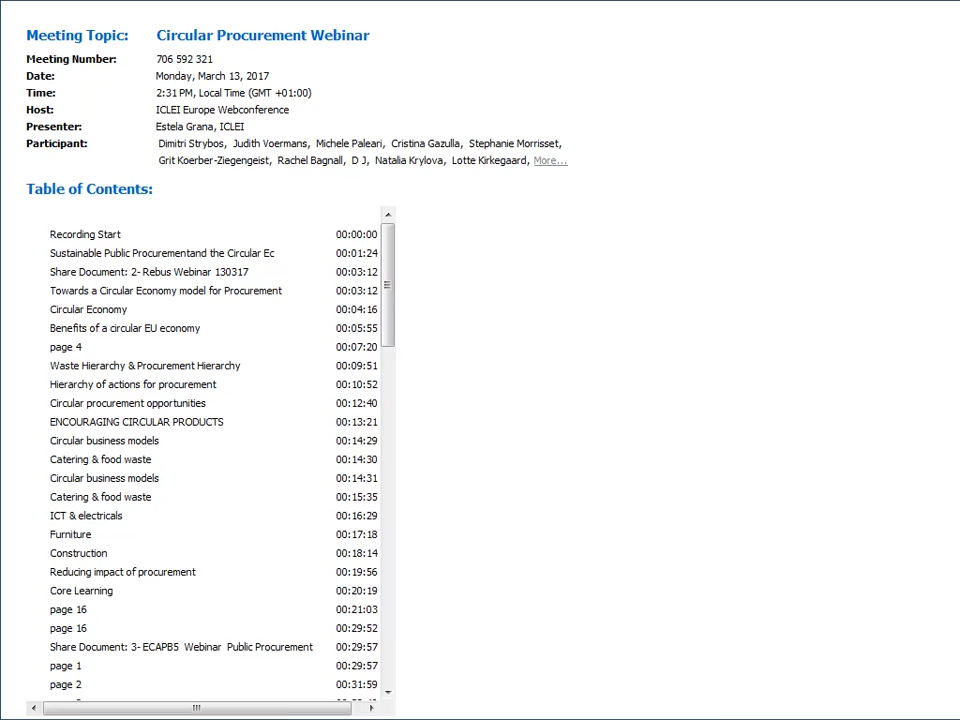 Meeting Topic: Circular Procurement Webinar
Meeting Number: 706 592 321
Date: Monday, March 13, 2017
Time: 2:31 PM, Local Time (GMT +01:00)
Host: ICLEI Europe Webconference
Presenter: Estela Grana, ICLEI
Participant: Dimitri Strybos, Judith Voermans, Michele Paleari, Cristina Gazulla, Stephanie Morrisset,
Grit Koerber-Ziegengeist, Rachel Bagnall, D J, Natalia Krylova, Lotte Kirkegaard, More...
Table of Contents:
Recording Start 00:00:00
Sustainable Public Procurementand the Circular Ec 00:01:24
Share Document: 2- Rebus Webinar 130317 00:03:12
Towards a Circular Economy model for Procurement 00:03:12
Circular Economy 00:04:16
Benefits of a circular EU economy 00:05:55
page 4 00:07:20
Waste Hierarchy & Procurement Hierarchy 00:09:51
Hierarchy of actions for procurement 00:10:52
Circular procurement opportunities 00:12:40
ENCOURAGING CIRCULAR PRODUCTS 00:13:21
Circular business models 00:14:29
Catering & food waste 00:14:30
Circular business models 00:14:31
Catering & food waste 00:15:35
ICT & electricals 00:16:29
Furniture 00:17:18
Construction 00:18:14
Reducing impact of procurement 00:19:56
Core Learning 00:20:19
page 16 00:21:03
page 16 00:29:52
Share Document: 3- ECAPB5 Webinar Public Procurement 00:29:57
page 1 00:29:57
page 2 00:31:59